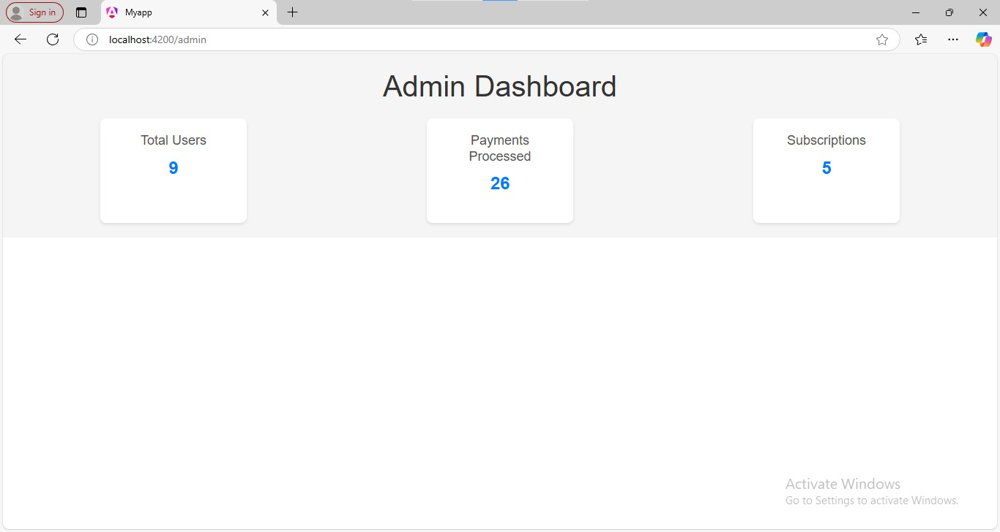 Sign in
Myapp
localhost:4200/admin
Admin Dashboard
Total Users
9
Payments
Processed
26
Subscriptions
5
Activate Windows
Go to Settings to activate Windows.